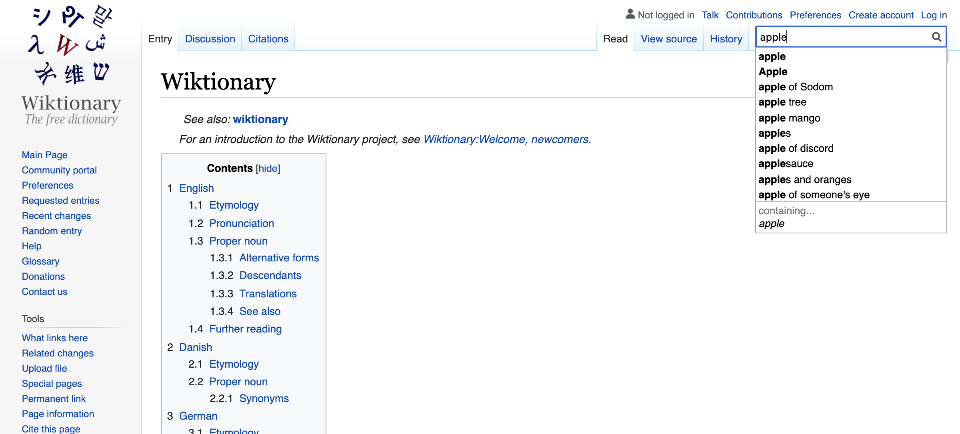 Not logged in Talk Contributions Preferences Create account Log in
Entry Discussion Citations Read View source History
apple
apple
Apple
apple of Sodom
apple tree
apple mango
apples
apple of discord
applesauce
apples and oranges
apple of someone's eye
containing...
apple
W
维
Wiktionary
The free dictionary
Main Page
Community portal
Preferences
Requested entries
Recent changes
Random entry
Help
Glossary
Donations
Contact us
Tools
What links here
Related changes
Upload file
Special pages
Permanent link
Page information
Cite this page
Wiktionary
See also: wiktionary
For an introduction to the Wiktionary project, see Wiktionary:Welcome, newcomers.
Contents [hide]
1 English
1.1 Etymology
1.2 Pronunciation
1.3 Proper noun
1.3.1 Alternative forms
1.3.2 Descendants
1.3.3 Translations
1.3.4 See also
1.4 Further reading
2 Danish
2.1 Etymology
2.2 Proper noun
2.2.1 Synonyms
3 German
3.1 Etymology